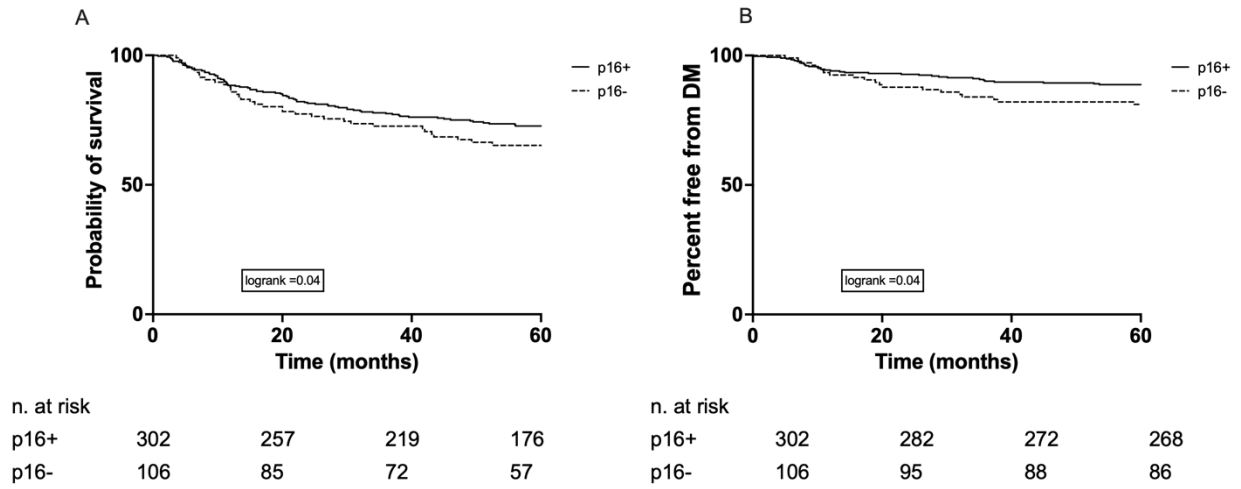 A
Probability of survival
100
50
0
0 20 40 60
Time (months)
p16+
p16-
logrank =0.04
n. at risk
p16+ 302 257 219 176
p16- 106 85 72 57
B
Percent free from DM
100
50
0
0 20 40 60
Time (months)
p16+
p16-
logrank =0.04
n. at risk
p16+ 302 282 272 268
p16- 106 95 88 86